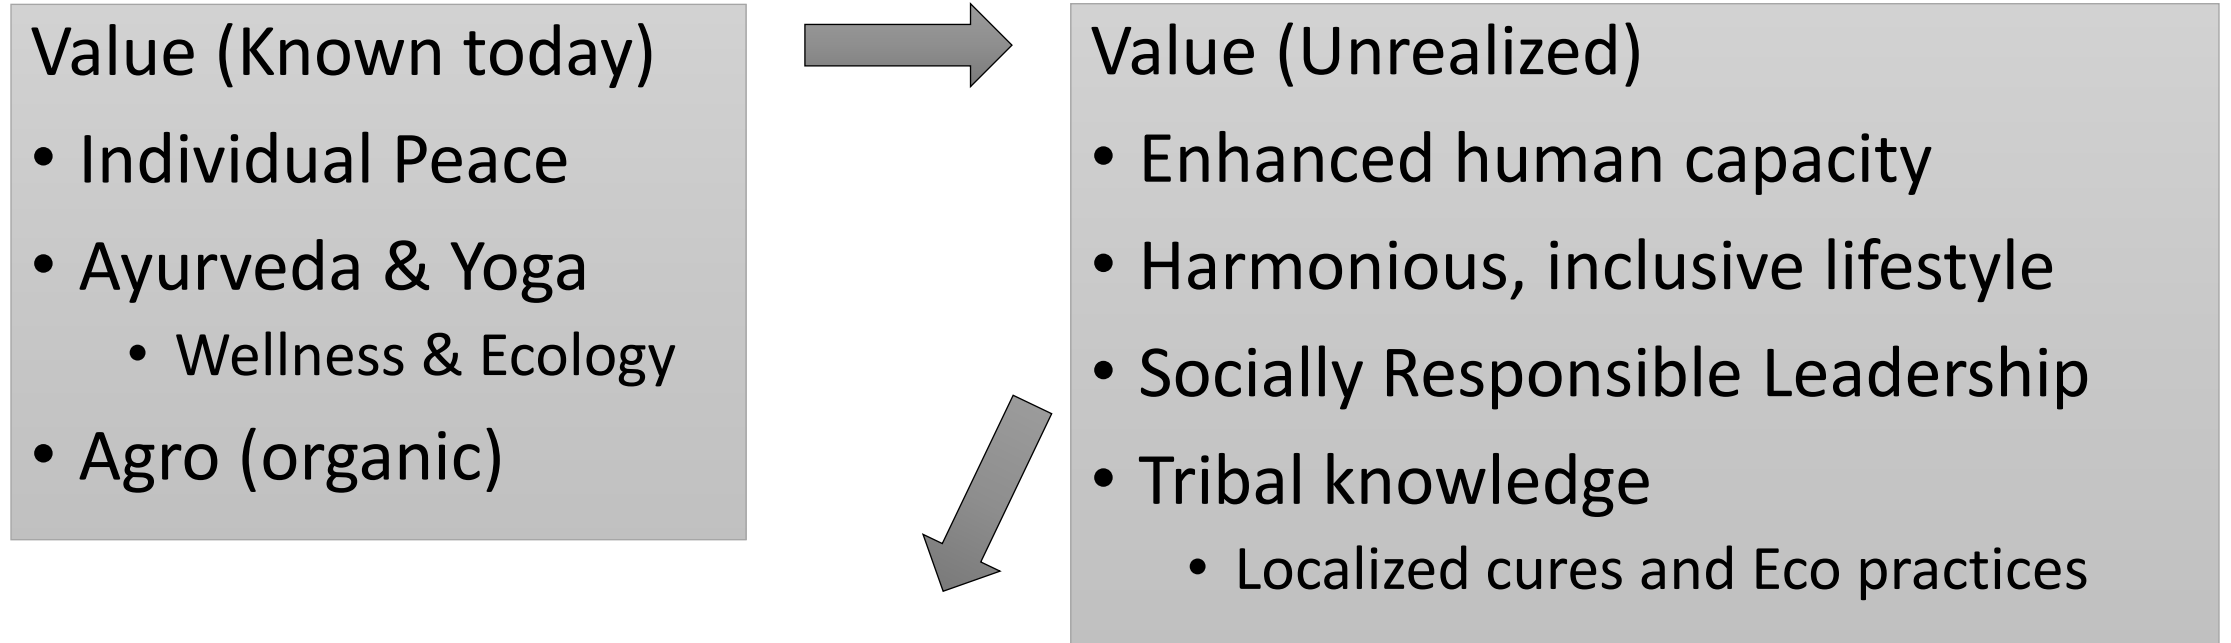 Value (Known today)
• Individual Peace
• Ayurveda & Yoga
• Wellness & Ecology
• Agro (organic)
Value (Unrealized)
• Enhanced human capacity
• Harmonious, inclusive lifestyle
• Socially Responsible Leadership
• Tribal knowledge
• Localized cures and Eco practices